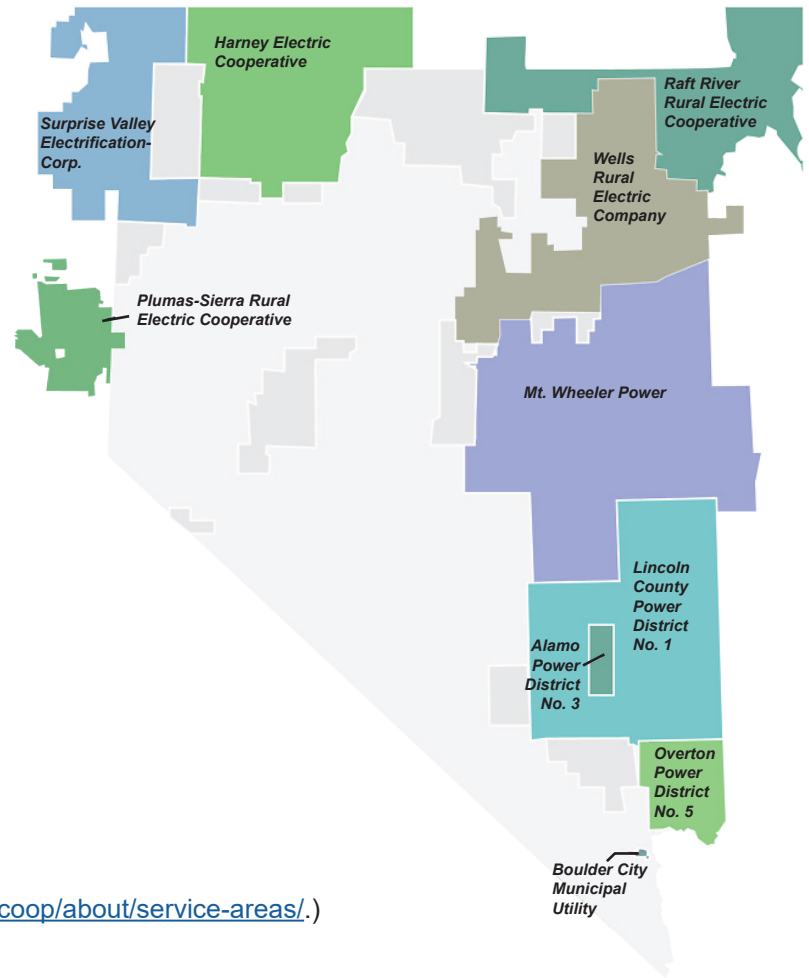 Harney Electric
Cooperative
Surprise Valley
Electrification-
Corp.
Raft River
Rural Electric
Cooperative
Wells
Rural
Electric
Company
Plumas-Sierra Rural
Electric Cooperative
Mt. Wheeler Power
Lincoln
County
Power
District
No. 1
Alamo
Power
District
No. 3
Overton
Power
District
No. 5
Boulder City
Municipal
Utility
coop/about/service-areas/.)